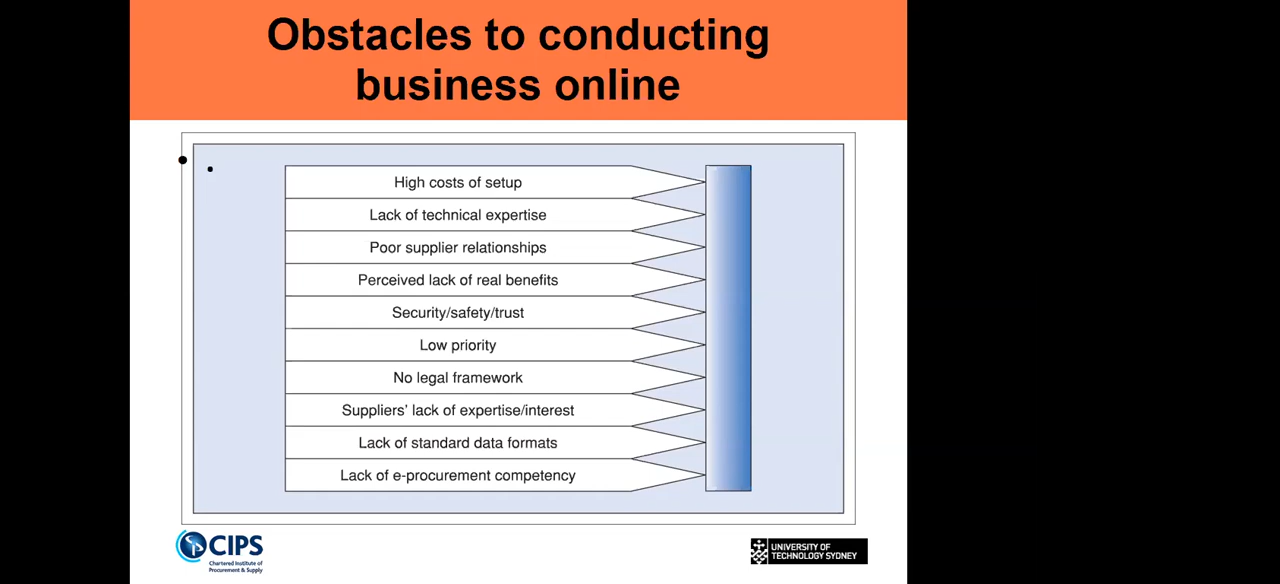 Obstacles to conducting
business online
High costs of setup
Lack of technical expertise
Poor supplier relationships
Perceived lack of real benefits
Security/safety/trust
Low priority
No legal framework
Suppliers' lack of expertise/interest
Lack of standard data formats
Lack of e-procurement competency
CIPS
Chartered Institute of
Procurement & Supply
UNIVERSITY OF
TECHNOLOGY SYDNEY